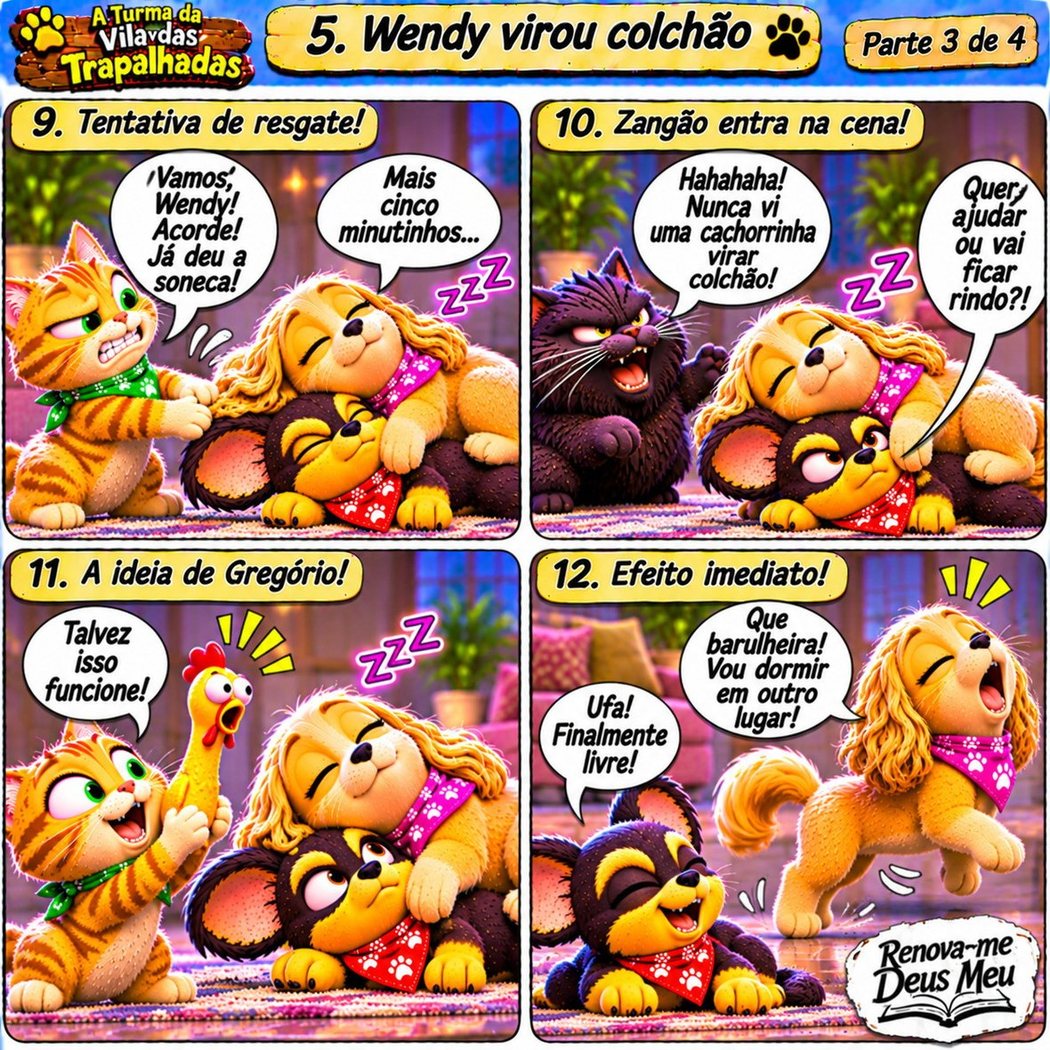 A Turma da
Vila das
Trapalhadas
5. Wendy virou colchão
Parte 3 de 4
9. Tentativa de resgate!
'Vamos,
Wendy!
Acorde!
Já deu a
soneca!
Mais
cinco
minutinhos...
ZZZ
10. Zangão entra na cena!
Hahahaha!
Nunca vi
uma cachorrinha
virar
colchão!
ZZ
Quer
ajudar
ou vai
ficar
rindo?!
11. A ideia de Gregório!
Talvez
isso
funcione!
ZZZ
12. Efeito imediato!
Que
barulheira!
Vou dormir
em outro
lugar!
Ufa!
Finalmente
livre!
Renova-me
Deus Meu